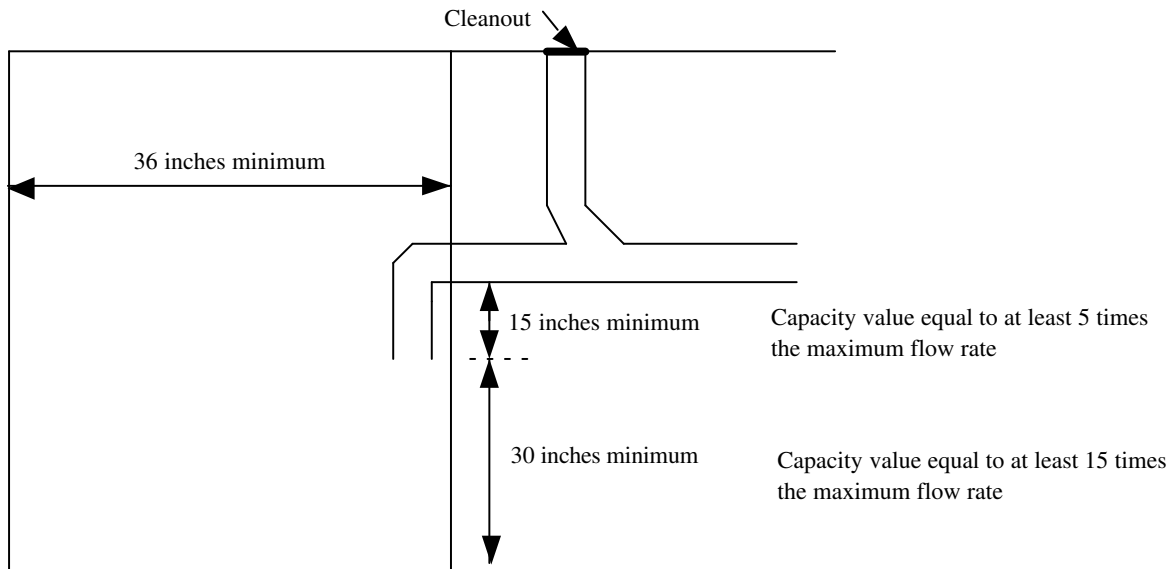 Cleanout
36 inches minimum
15 inches minimum
Capacity value equal to at least 5 times
the maximum flow rate
30 inches minimum
Capacity value equal to at least 15 times
the maximum flow rate